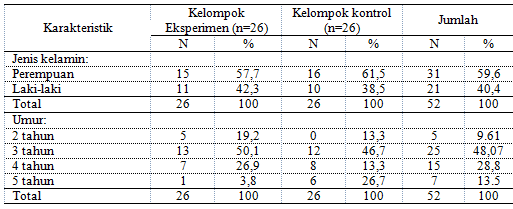 Karakteristik Kelompok Eksperimen (n=26) Kelompok kontrol (n=26) Jumlah
N % N % N %
Jenis kelamin:
Perempuan 15 57,7 16 61,5 31 59,6
Laki-laki 11 42,3 10 38,5 21 40,4
Total 26 100 26 100 52 100
Umur:
2 tahun 5 19,2 0 13,3 5 9.61
3 tahun 13 50,1 12 46,7 25 48,07
4 tahun 7 26,9 8 13,3 15 28,8
5 tahun 1 3,8 6 26,7 7 13.5
Total 26 100 26 100 52 100